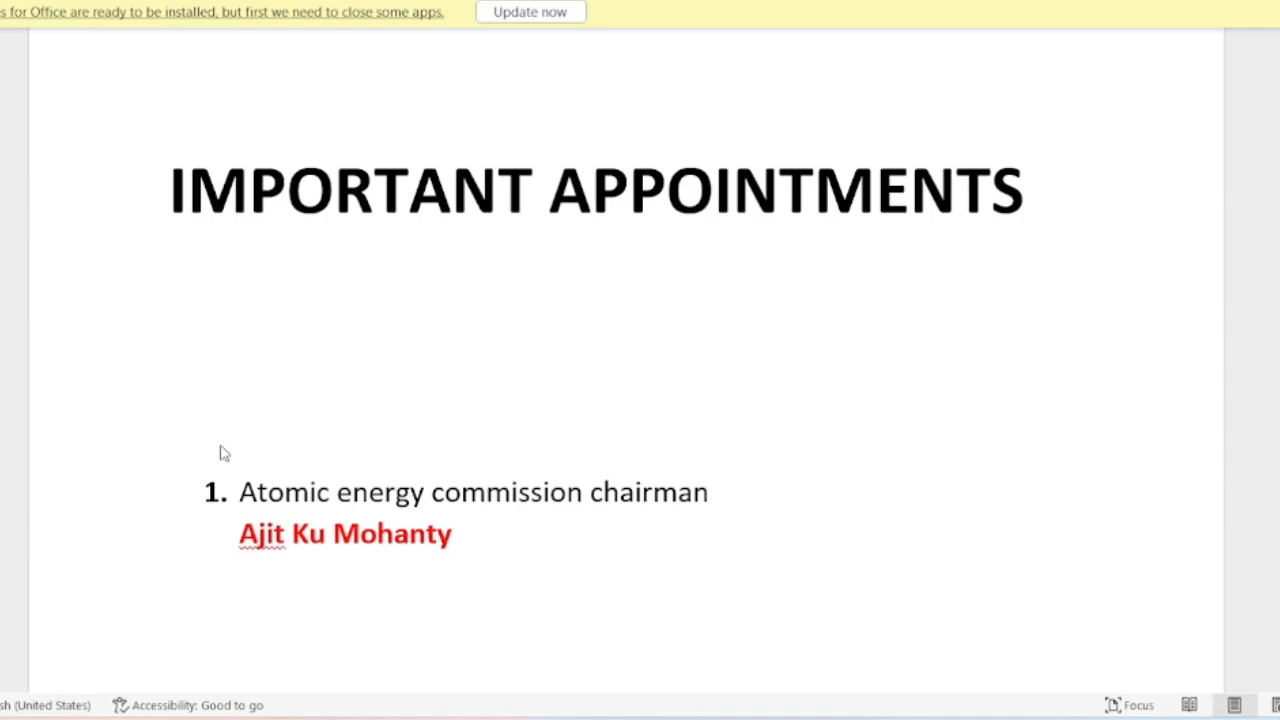 s for Office are ready to be installed, but first we need to close some apps. Update now
IMPORTANT APPOINTMENTS
1. Atomic energy commission chairman
Ajit Ku Mohanty
sh (United States) Accessibility: Good to go Focus